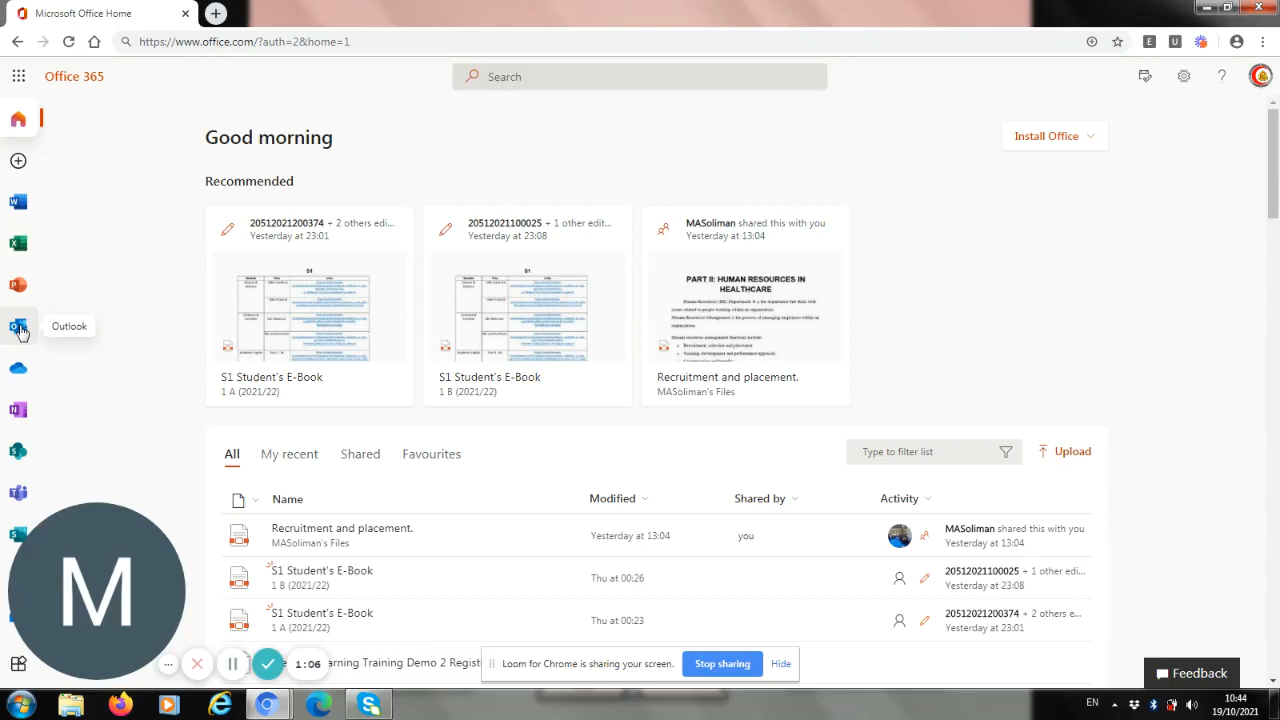 Microsoft Office Home
https://www.office.com/?auth=2&home=1
E
U
Office 365
Search
Good morning
Install Office
Recommended
20512021200374 + 2 others edi...
Yesterday at 23:01
20512021100025 + 1 other edit...
Yesterday at 23:08
MASoliman shared this with you
Yesterday at 13:04
S1
S1
PART II: HUMAN RESOURCES IN
HEALTHCARE
Outlook
S1 Student's E-Book
1 A (2021/22)
S1 Student's E-Book
1 B (2021/22)
Recruitment and placement.
MASoliman's Files
All
My recent
Shared
Favourites
Type to filter list
Upload
Name
Modified
Shared by
Activity
Recruitment and placement.
MASoliman's Files
Yesterday at 13:04
you
MASoliman shared this with you
Yesterday at 13:04
S1 Student's E-Book
1 B (2021/22)
Thu at 00:26
20512021100025 + 1 other edi...
Yesterday at 23:08
S1 Student's E-Book
1 A (2021/22)
Thu at 00:23
20512021200374 + 2 others e...
Yesterday at 23:01
M
1:06
arning Training Demo 2 Regist
Loom for Chrome is sharing your screen.
Stop sharing
Hide
Feedback
EN
10:44
19/10/2021